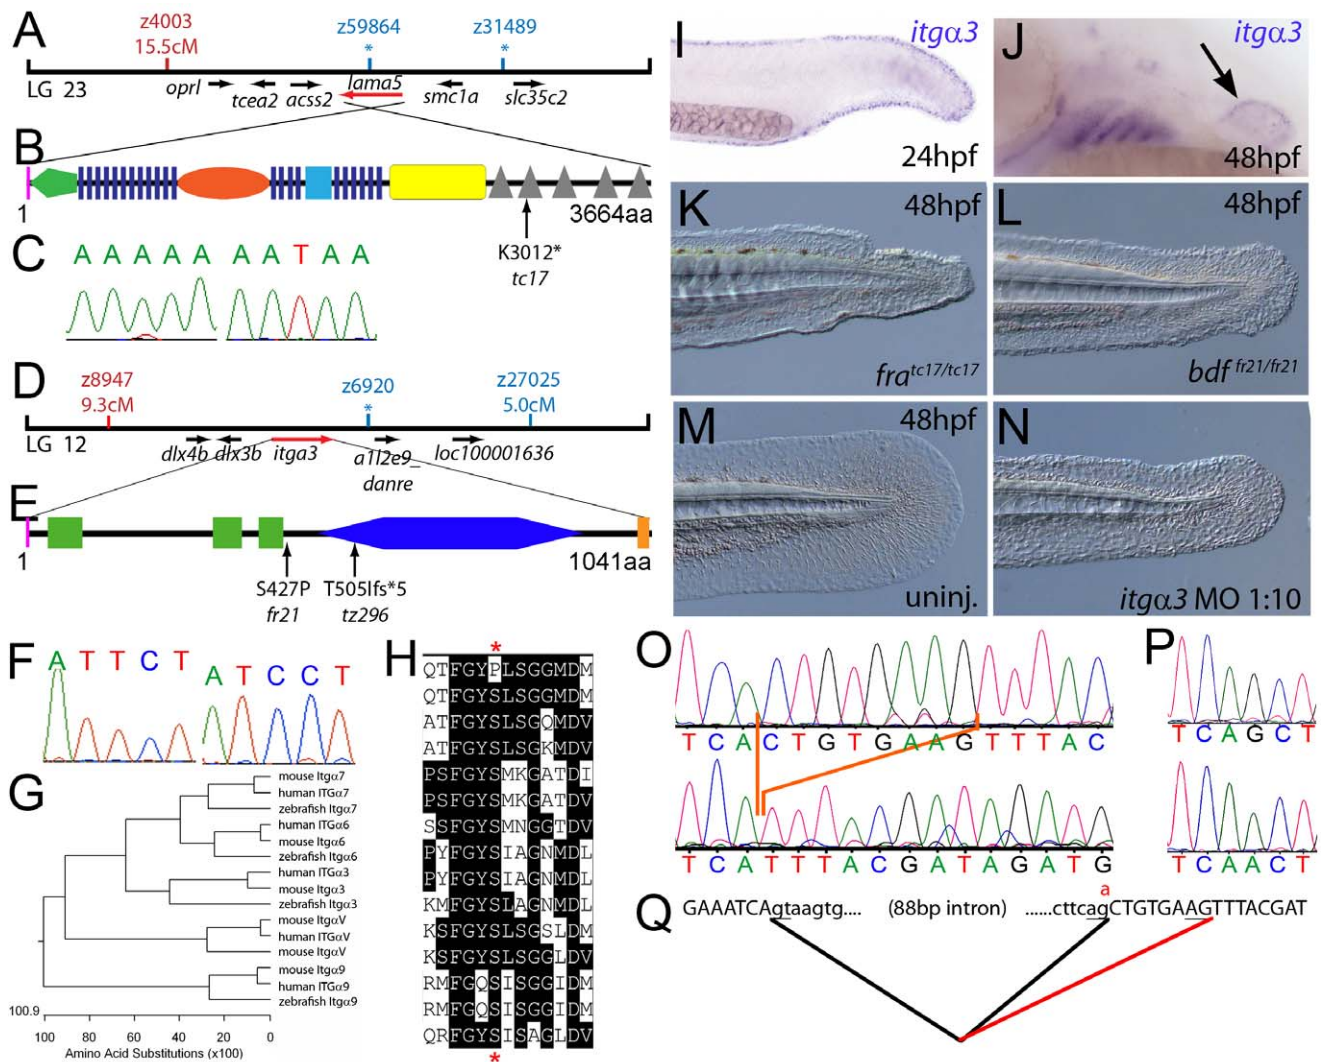 A
z4003
15.5cM
z59864
*
z31489
*
LG 23
oprl
tcea2
acss2
lama5
smc1a
slc35c2
B
1
3664aa
K3012*
tc17
C
A A A A A A A T A A
D
z8947
9.3cM
z6920
*
z27025
5.0cM
LG 12
dlx4b
dlx3b
itga3
a1l2e9_
danre
loc100001636
E
1
1041aa
S427P
fr21
T505Ifs*5
tz296
F
A T T C T
A T C C T
G
mouse Itgα7
human ITGα7
zebrafish Itgα7
human ITGα6
mouse Itgα6
zebrafish Itgα6
human ITGα3
mouse Itgα3
zebrafish Itgα3
mouse ItgαV
human ITGαV
mouse ItgαV
mouse Itgα9
human ITGα9
zebrafish Itgα9
100.9
100 80 60 40 20 0
Amino Acid Substitutions (x100)
H
*
QTFGYPLSGGMDM
QTFGYSLSGGMDM
ATFGYSLSGQMDV
ATFGYSLSGKMDV
PSFGYSMKGATDI
PSFGYSMKGATDV
SSFGYSMNGGTDV
PYFGYSIAGNMDL
PYFGYSIAGNMDL
KMFGYSLAGNMDL
KSFGYSLSGSLDM
KSFGYSLSGGLDV
RMFGQSISGGIDM
RMFGQSISGGIDM
QRFGYSISAGLDV
*
I
itgα3
24hpf
J
itgα3
48hpf
K
48hpf
fra tc17/tc17
L
48hpf
bdf fr21/fr21
M
48hpf
uninj.
N
itgα3 MO 1:10
O
T C A C T G T G A A G T T T A C
T C A T T T A C G A T A G A T G
P
T C A G C T
T C A A C T
Q
a
GAAATCAgtaagtg.... (88bp intron) ......cttcagCTGTGAAGTTTACGAT